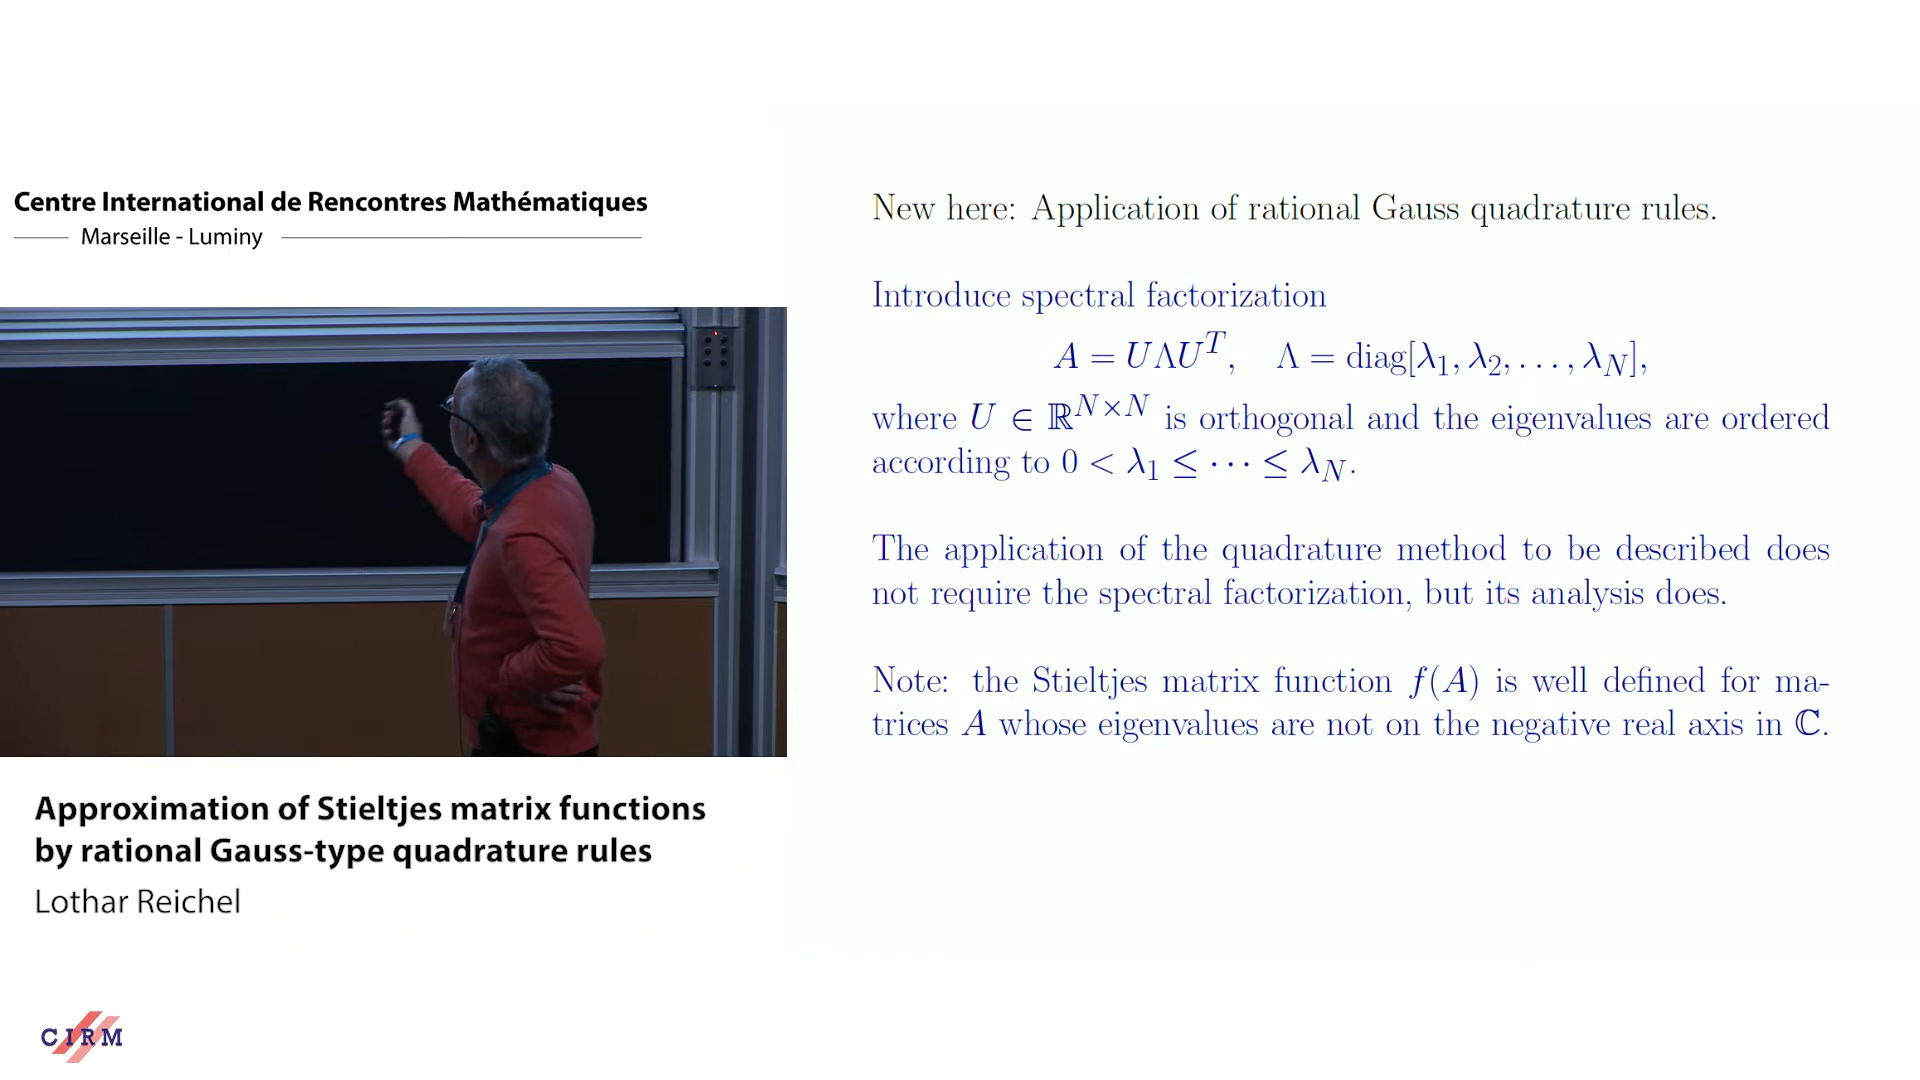 Centre International de Rencontres Mathématiques
Marseille - Luminy
New here: Application of rational Gauss quadrature rules.
Introduce spectral factorization
A = UΛU^T, Λ = diag[λ_1, λ_2, . . . , λ_N],
where U ∈ ℝ^{N×N} is orthogonal and the eigenvalues are ordered
according to 0 < λ_1 ≤ · · · ≤ λ_N.
The application of the quadrature method to be described does
not require the spectral factorization, but its analysis does.
Note: the Stieltjes matrix function f(A) is well defined for ma-
trices A whose eigenvalues are not on the negative real axis in ℂ.
Approximation of Stieltjes matrix functions
by rational Gauss-type quadrature rules
Lothar Reichel
CIRM